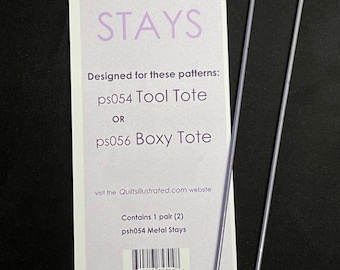 STAYS
Designed for these patterns:
ps054 Tool Tote
OR
ps056 Boxy Tote
visit the Quiltsillustrated.com website
Contains 1 pair (2)
psh054 Metal Stays